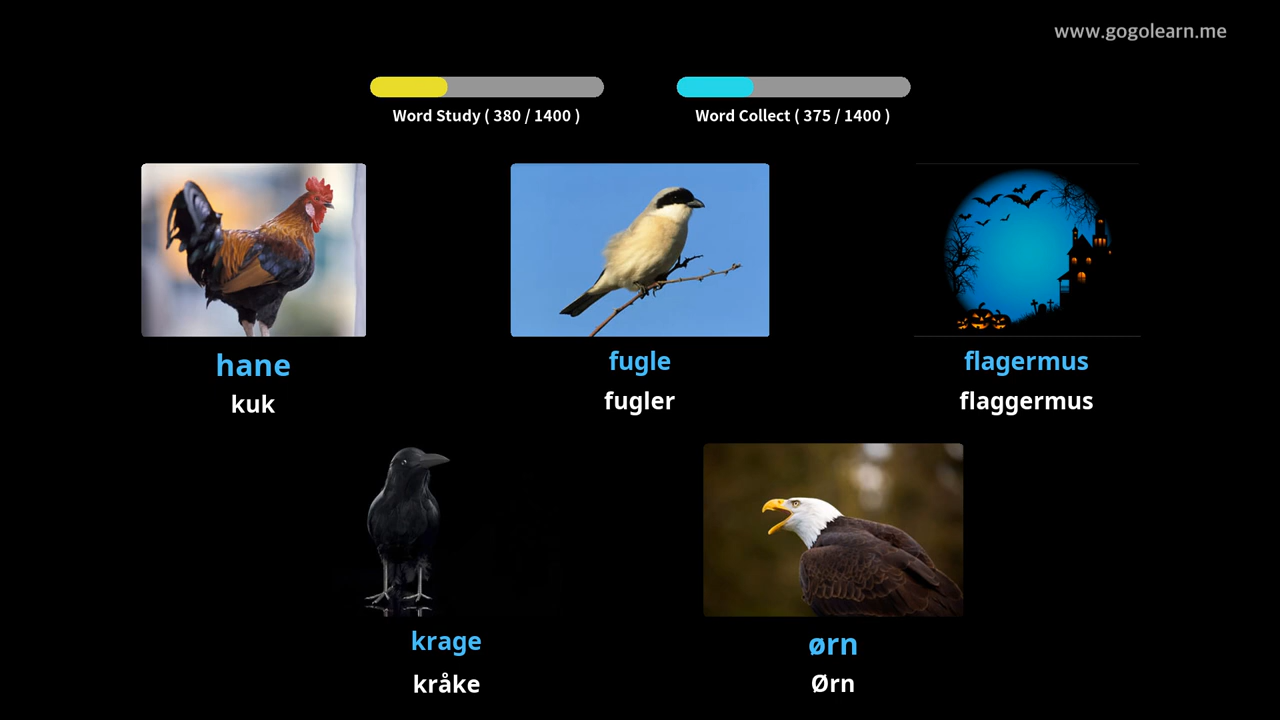 www.gogolearn.me
Word Study ( 380 / 1400 )
Word Collect ( 375 / 1400 )
hane
kuk
fugle
fugler
flagermus
flaggermus
krage
kråke
ørn
Ørn